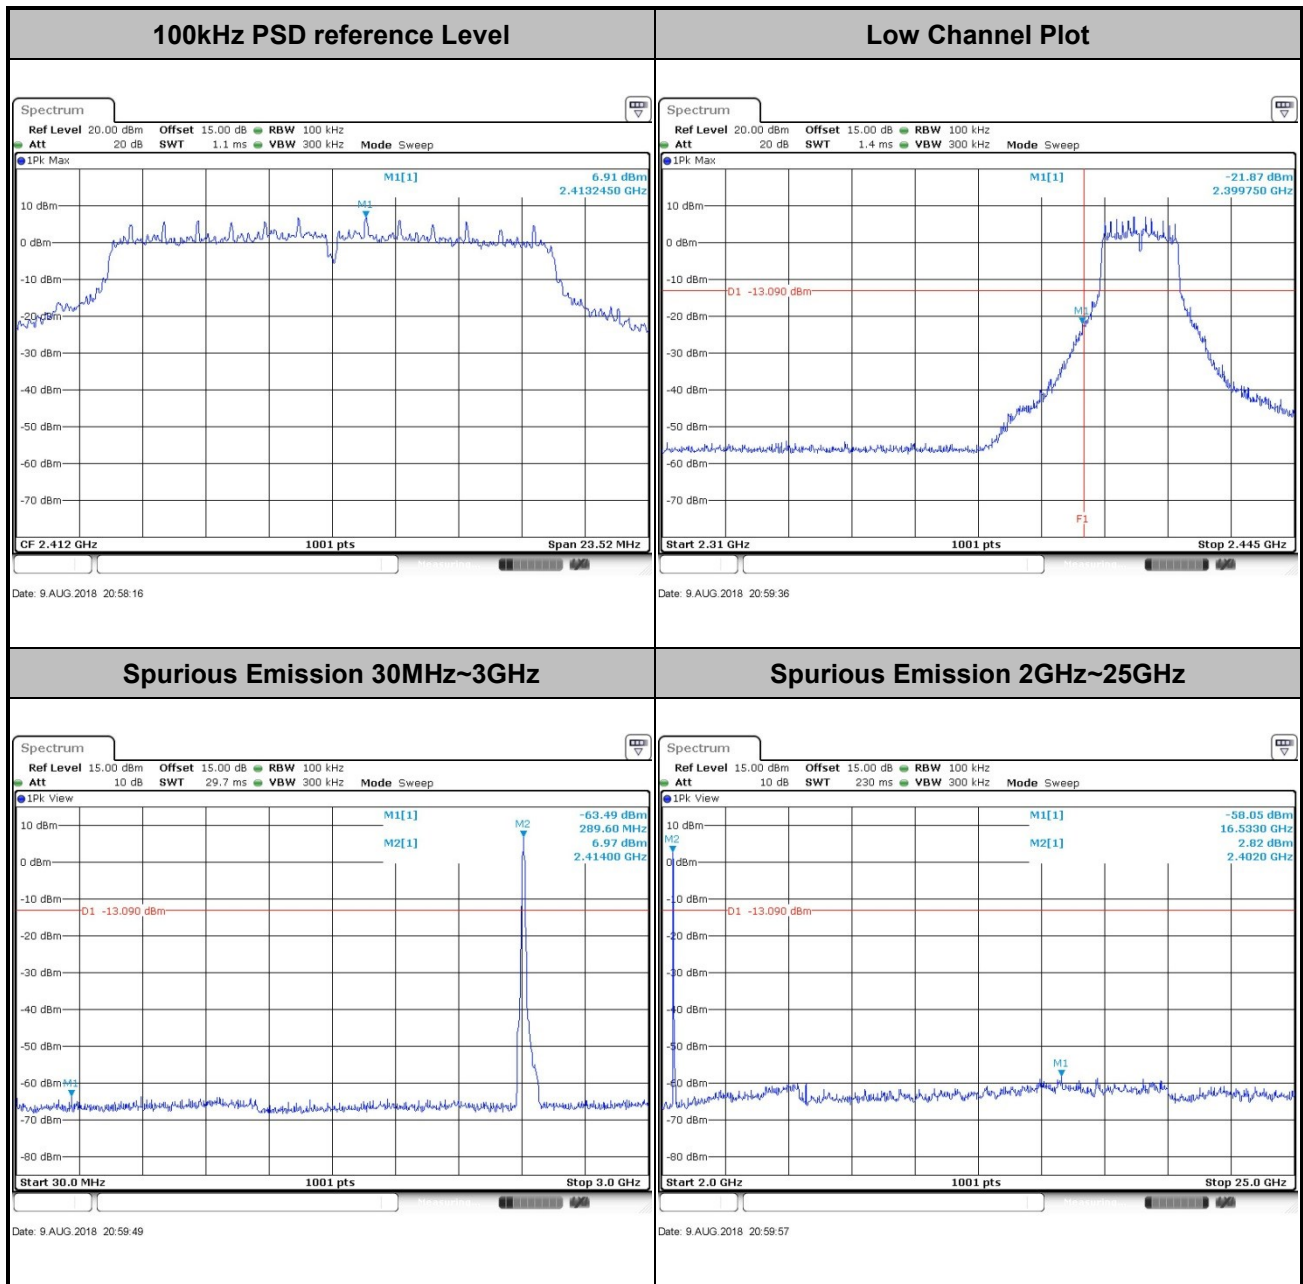 100kHz PSD reference Level
Spectrum
Ref Level 20.00 dBm Offset 15.00 dB RBW 100 kHz
Att 20 dB SWT 1.1 ms VBW 300 kHz Mode Sweep
1Pk Max
M1[1] 6.91 dBm
2.4132450 GHz
M1
10 dBm
0 dBm
-10 dBm
-20 dBm
-30 dBm
-40 dBm
-50 dBm
-60 dBm
-70 dBm
CF 2.412 GHz 1001 pts Span 23.52 MHz
Measuring
Date: 9.AUG.2018 20:58:16
Low Channel Plot
Spectrum
Ref Level 20.00 dBm Offset 15.00 dB RBW 100 kHz
Att 20 dB SWT 1.4 ms VBW 300 kHz Mode Sweep
1Pk Max
M1[1] -21.87 dBm
2.399750 GHz
10 dBm
0 dBm
-10 dBm
D1 -13.090 dBm
M1
-20 dBm
-30 dBm
-40 dBm
-50 dBm
-60 dBm
-70 dBm
F1
Start 2.31 GHz 1001 pts Stop 2.445 GHz
Date: 9.AUG.2018 20:59:36
Spurious Emission 30MHz~3GHz
Spectrum
Ref Level 15.00 dBm Offset 15.00 dB RBW 100 kHz
Att 10 dB SWT 29.7 ms VBW 300 kHz Mode Sweep
1Pk View
M1[1] -63.49 dBm
289.60 MHz
M2[1] 6.97 dBm
2.41400 GHz
M2
10 dBm
0 dBm
-10 dBm
D1 -13.090 dBm
-20 dBm
-30 dBm
-40 dBm
-50 dBm
-60 dBm
M1
-70 dBm
-80 dBm
Start 30.0 MHz 1001 pts Stop 3.0 GHz
Date: 9.AUG.2018 20:59:49
Spurious Emission 2GHz~25GHz
Spectrum
Ref Level 15.00 dBm Offset 15.00 dB RBW 100 kHz
Att 10 dB SWT 230 ms VBW 300 kHz Mode Sweep
1Pk View
M1[1] -58.05 dBm
16.5330 GHz
M2[1] 2.82 dBm
2.4020 GHz
10 dBm
M2
0 dBm
-10 dBm
D1 -13.090 dBm
-20 dBm
-30 dBm
-40 dBm
-50 dBm
M1
-60 dBm
-70 dBm
-80 dBm
Start 2.0 GHz 1001 pts Stop 25.0 GHz
Date: 9.AUG.2018 20:59:57